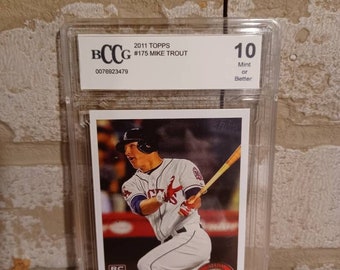 BCCG
0076923479
2011 TOPPS
#175 MIKE TROUT
10
Mint
or
Better
RC